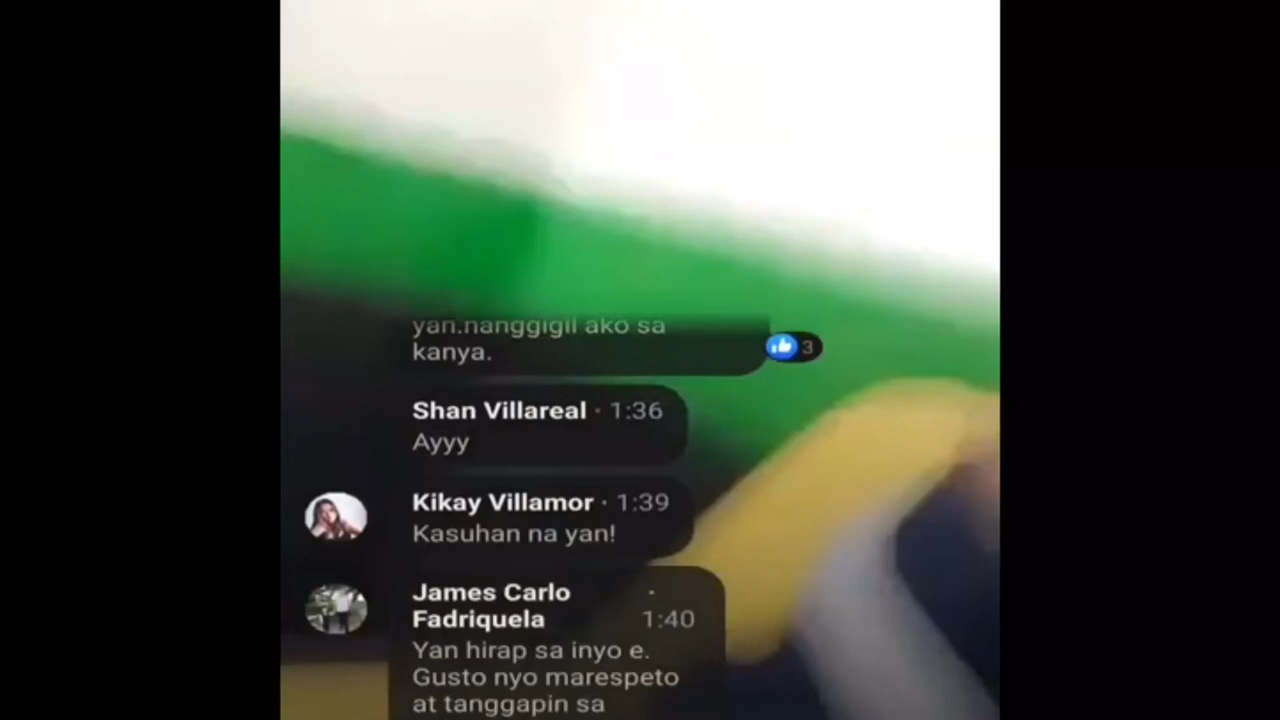 yan.nanggigil ako sa
kanya.
3
Shan Villareal · 1:36
Ayyy
Kikay Villamor · 1:39
Kasuhan na yan!
James Carlo ·
Fadriquela 1:40
Yan hirap sa inyo e.
Gusto nyo marespeto
at tanggapin sa